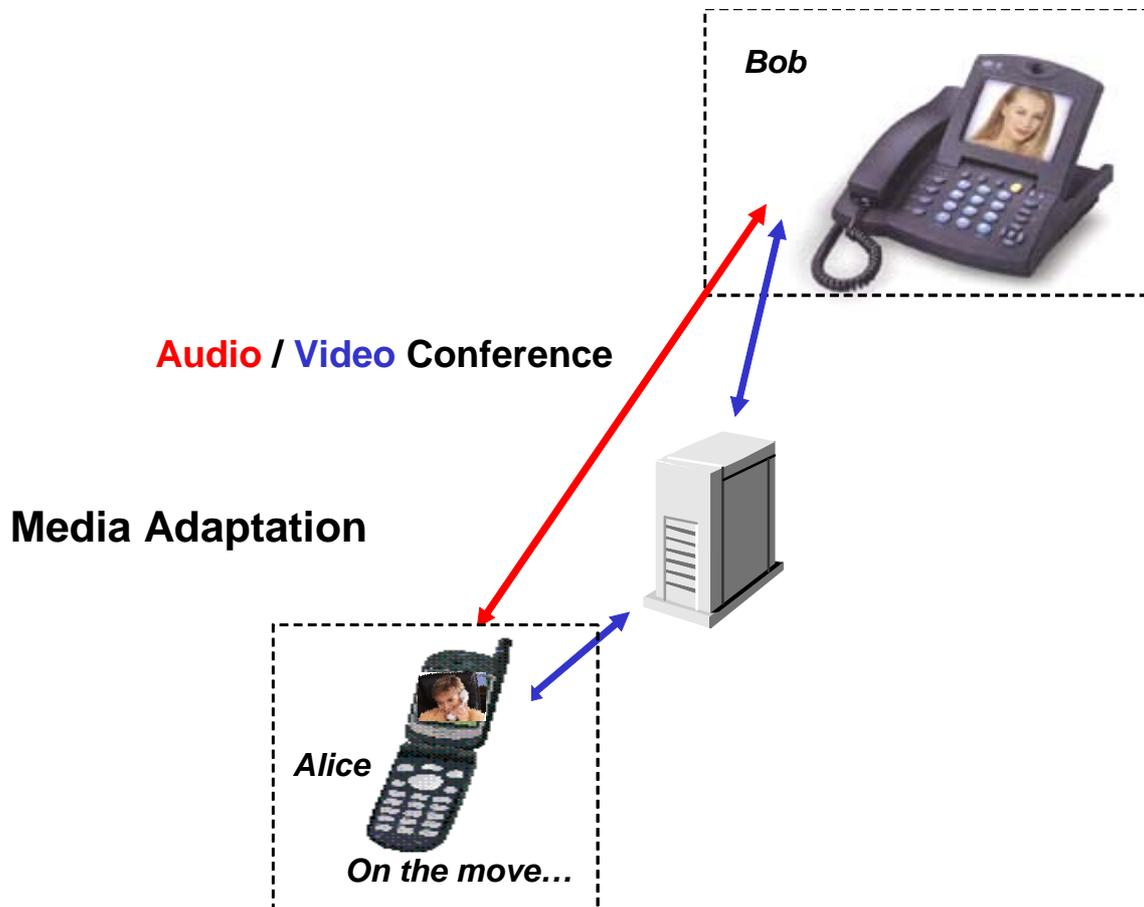 Bob
Audio / Video Conference
Media Adaptation
Alice
On the move…